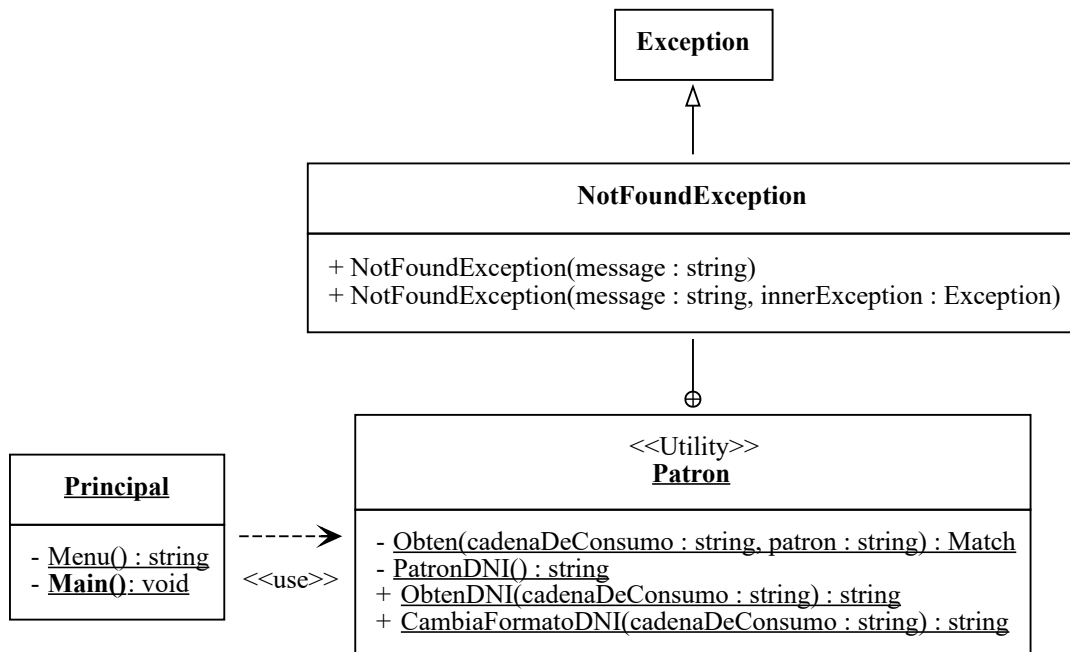 Exception
NotFoundException
+ NotFoundException(message : string)
+ NotFoundException(message : string, innerException : Exception)
<<Utility>>
Patron
- Obten(cadenaDeConsumo : string, patron : string) : Match
- PatronDNI() : string
+ ObtenDNI(cadenaDeConsumo : string) : string
+ CambiaFormatoDNI(cadenaDeConsumo : string) : string
Principal
- Menu() : string
- Main() : void
<<use>>